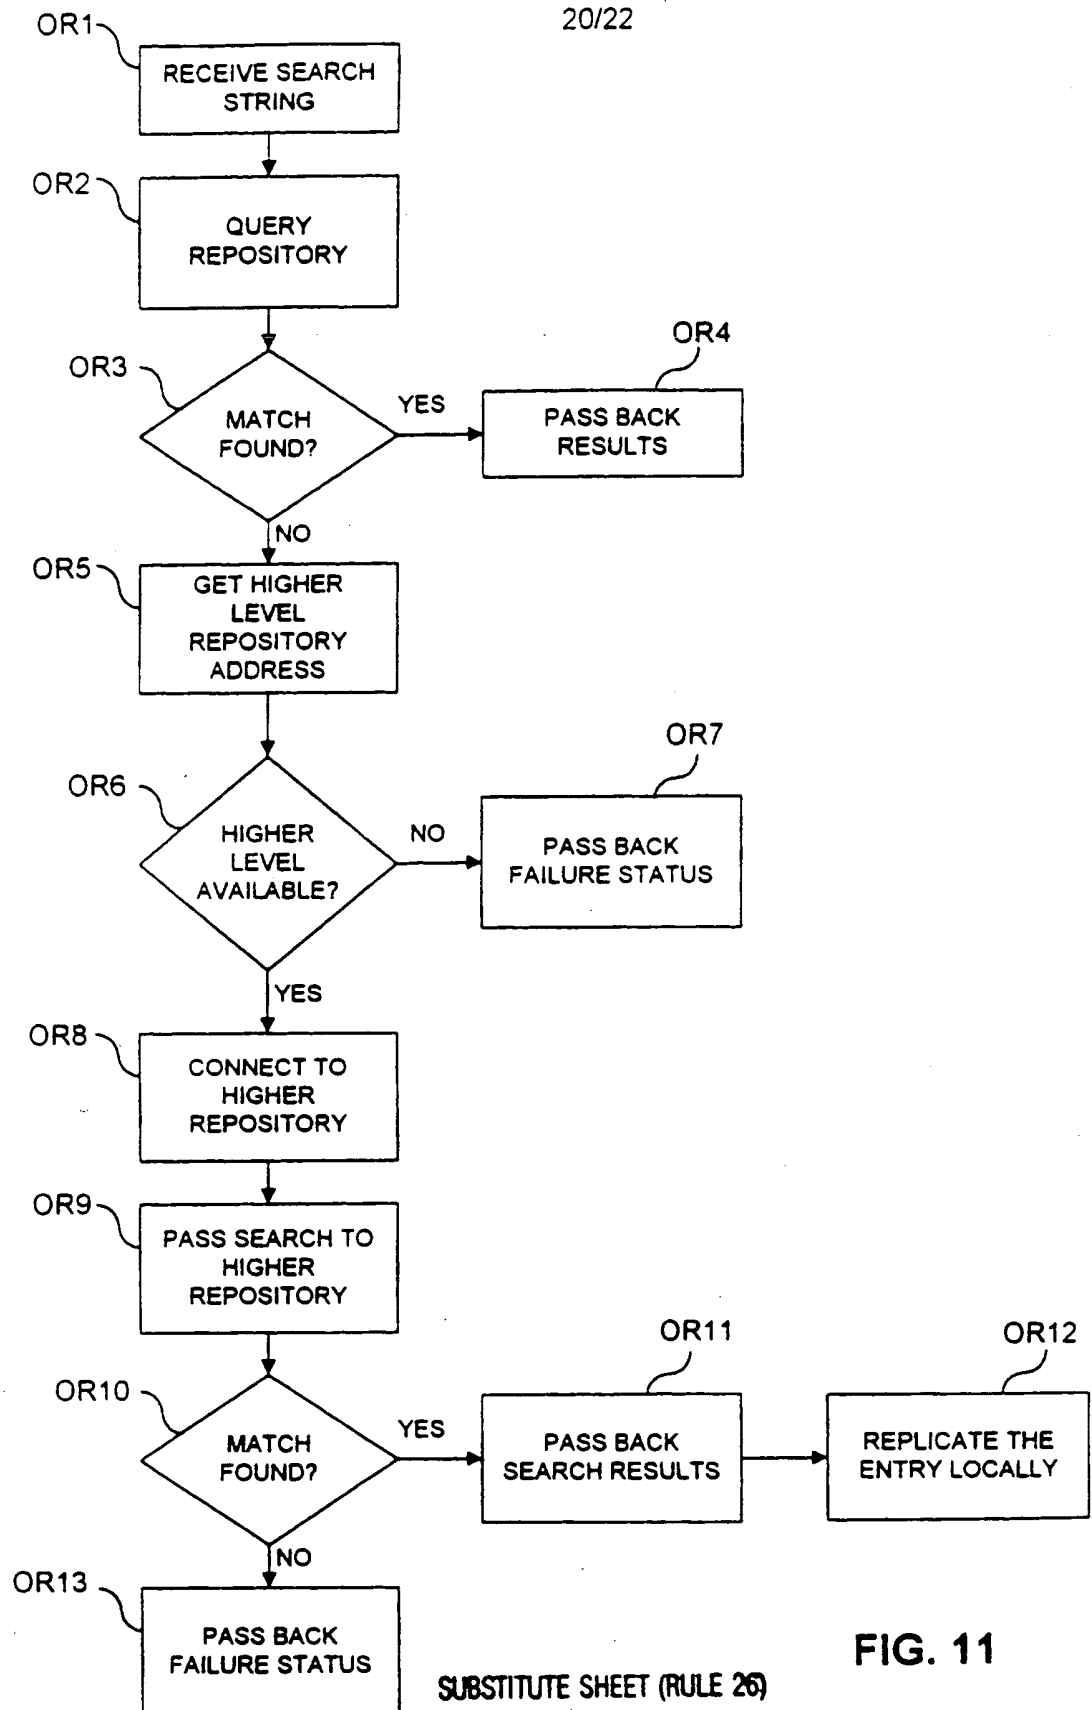 20/22
OR1
RECEIVE SEARCH
STRING
OR2
QUERY
REPOSITORY
OR3
MATCH
FOUND?
YES
OR4
PASS BACK
RESULTS
NO
OR5
GET HIGHER
LEVEL
REPOSITORY
ADDRESS
OR6
HIGHER
LEVEL
AVAILABLE?
NO
OR7
PASS BACK
FAILURE STATUS
YES
OR8
CONNECT TO
HIGHER
REPOSITORY
OR9
PASS SEARCH TO
HIGHER
REPOSITORY
OR10
MATCH
FOUND?
YES
OR11
PASS BACK
SEARCH RESULTS
OR12
REPLICATE THE
ENTRY LOCALLY
NO
OR13
PASS BACK
FAILURE STATUS
FIG. 11
SUBSTITUTE SHEET (RULE 26)